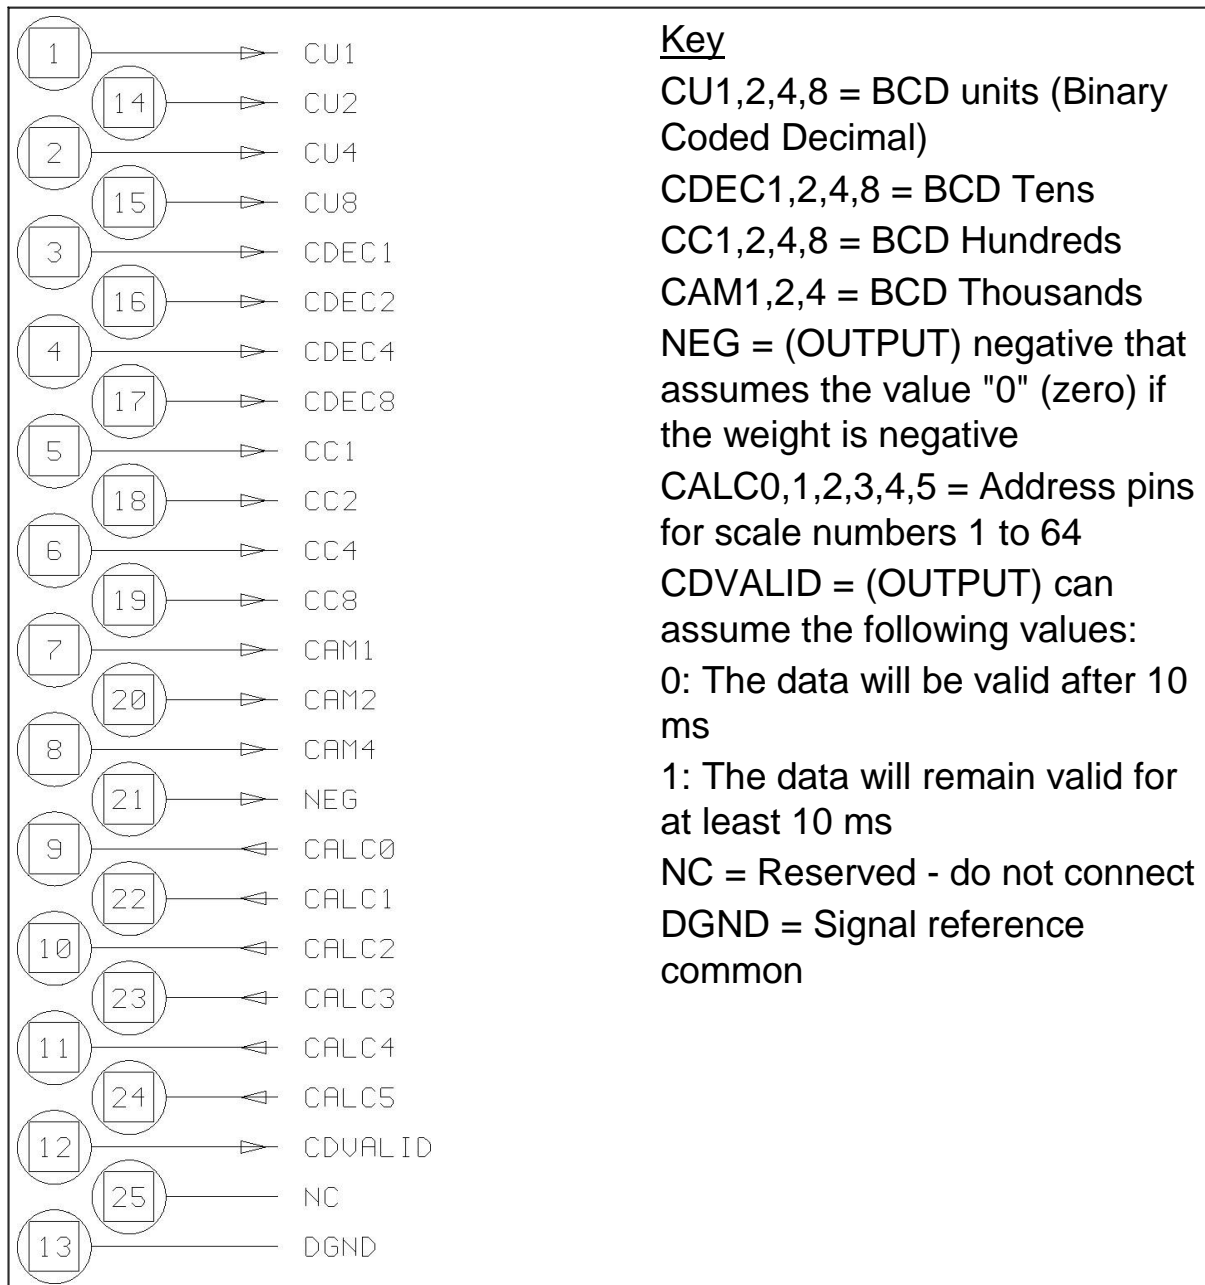 1 CU1
14 CU2
2 CU4
15 CU8
3 CDEC1
16 CDEC2
4 CDEC4
17 CDEC8
5 CC1
18 CC2
6 CC4
19 CC8
7 CAM1
20 CAM2
8 CAM4
21 NEG
9 CALC0
22 CALC1
10 CALC2
23 CALC3
11 CALC4
24 CALC5
12 CDVALID
25 NC
13 DGND
Key
CU1,2,4,8 = BCD units (Binary
Coded Decimal)
CDEC1,2,4,8 = BCD Tens
CC1,2,4,8 = BCD Hundreds
CAM1,2,4 = BCD Thousands
NEG = (OUTPUT) negative that
assumes the value "0" (zero) if
the weight is negative
CALC0,1,2,3,4,5 = Address pins
for scale numbers 1 to 64
CDVALID = (OUTPUT) can
assume the following values:
0: The data will be valid after 10
ms
1: The data will remain valid for
at least 10 ms
NC = Reserved - do not connect
DGND = Signal reference
common